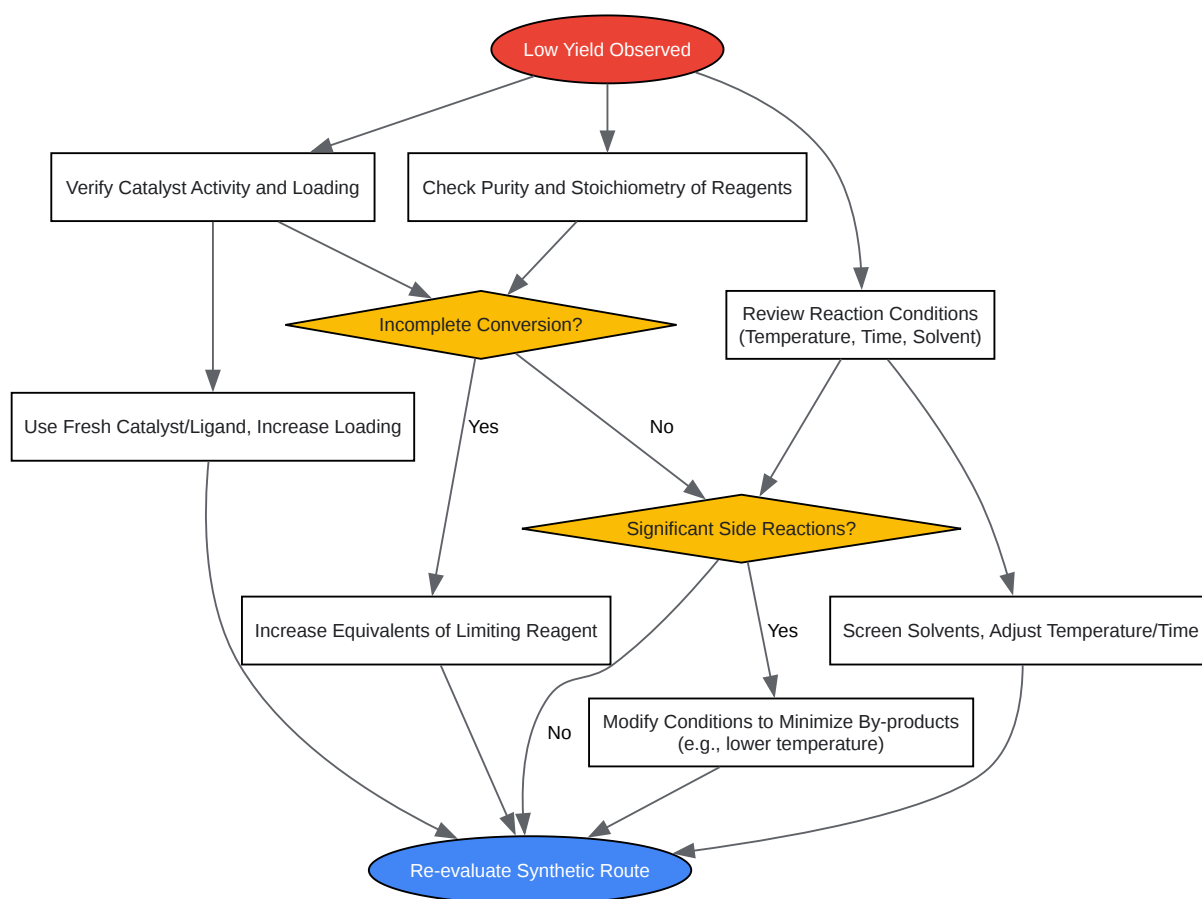 Low Yield Observed
Verify Catalyst Activity and Loading
Check Purity and Stoichiometry of Reagents
Incomplete Conversion?
Review Reaction Conditions
(Temperature, Time, Solvent)
Use Fresh Catalyst/Ligand, Increase Loading
Yes
No
Significant Side Reactions?
Increase Equivalents of Limiting Reagent
Yes
Screen Solvents, Adjust Temperature/Time
No
Modify Conditions to Minimize By-products
(e.g., lower temperature)
Re-evaluate Synthetic Route